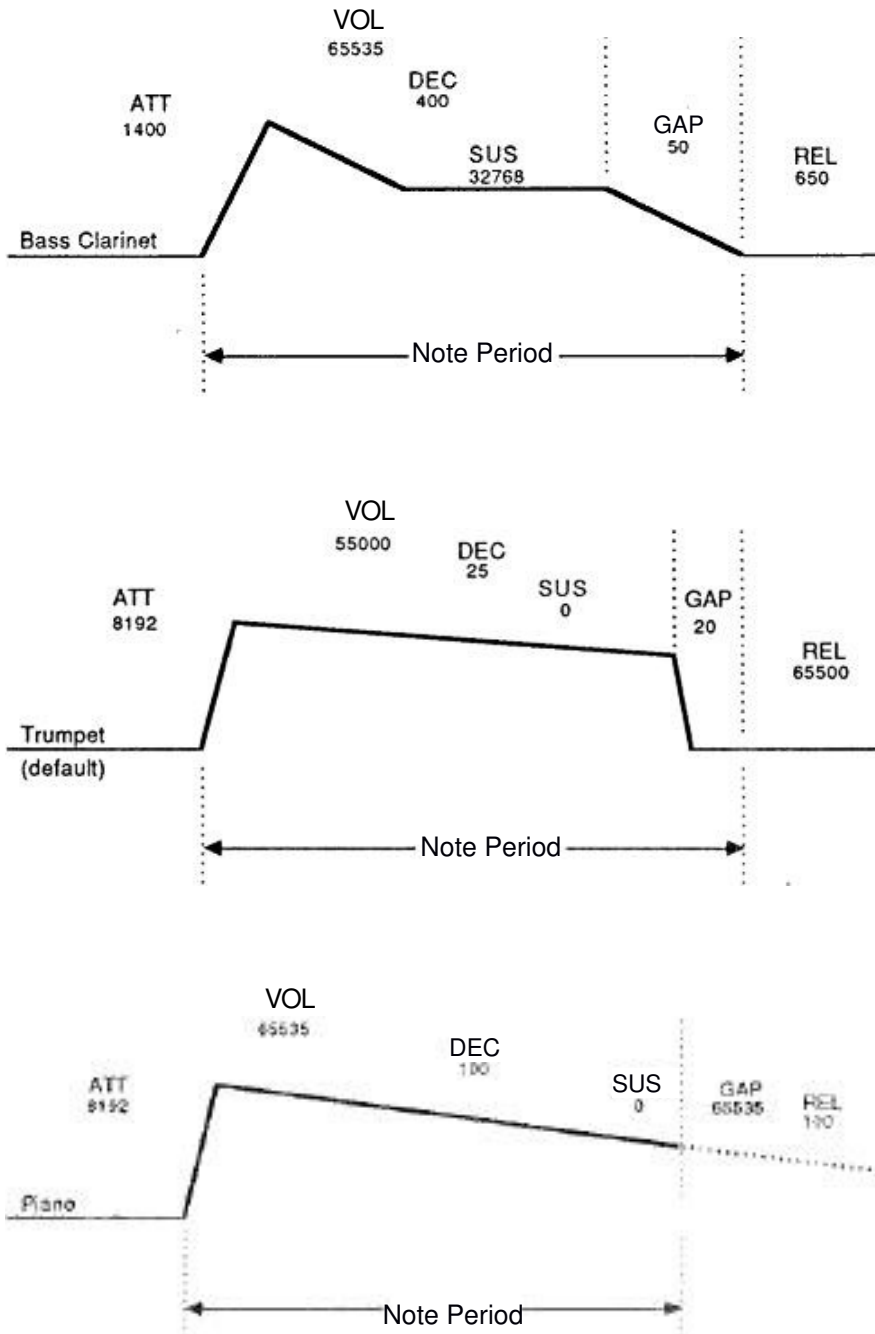 VOL
65535
DEC
400
ATT
1400
GAP
50
SUS
32768
REL
650
Bass Clarinet
Note Period
VOL
55000
DEC
25
SUS
0
ATT
8192
GAP
20
REL
65500
Trumpet
(default)
Note Period
VOL
65535
DEC
100
ATT
8192
SUS
0
GAP
65535
REL
100
Piano
Note Period